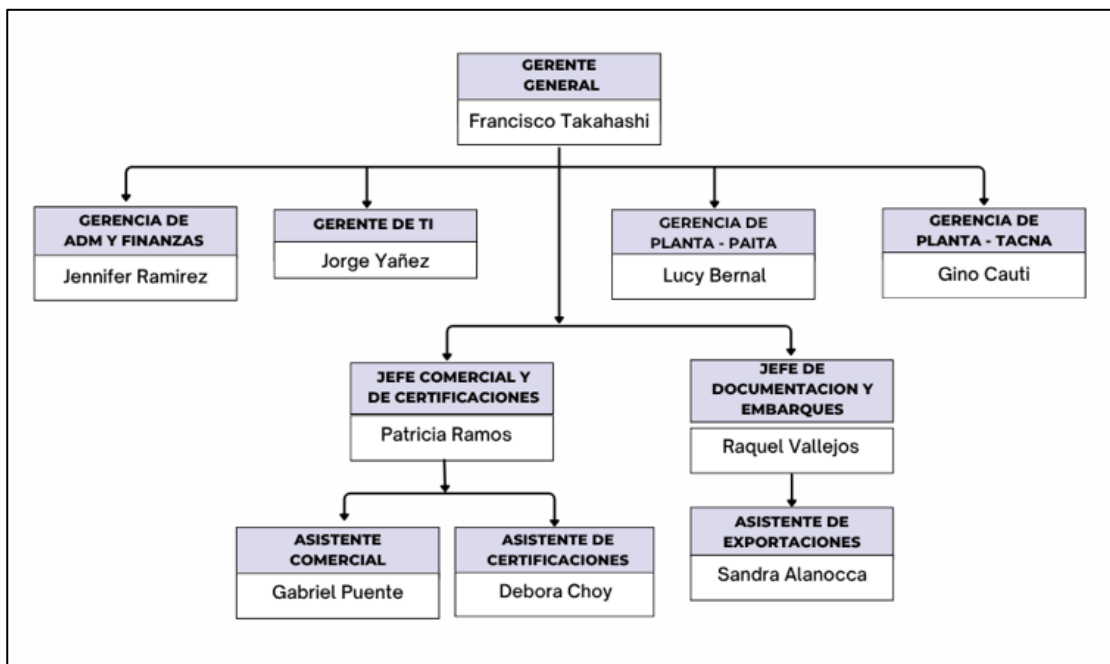 GERENTE
GENERAL
Francisco Takahashi
GERENCIA DE
ADM Y FINANZAS
Jennifer Ramirez
GERENTE DE TI
Jorge Yañez
GERENCIA DE
PLANTA - PAITA
Lucy Bernal
GERENCIA DE
PLANTA - TACNA
Gino Cauti
JEFE COMERCIAL Y
DE CERTIFICACIONES
Patricia Ramos
JEFE DE
DOCUMENTACION Y
EMBARQUES
Raquel Vallejos
ASISTENTE
COMERCIAL
Gabriel Puente
ASISTENTE DE
CERTIFICACIONES
Debora Choy
ASISTENTE DE
EXPORTACIONES
Sandra Alanocca